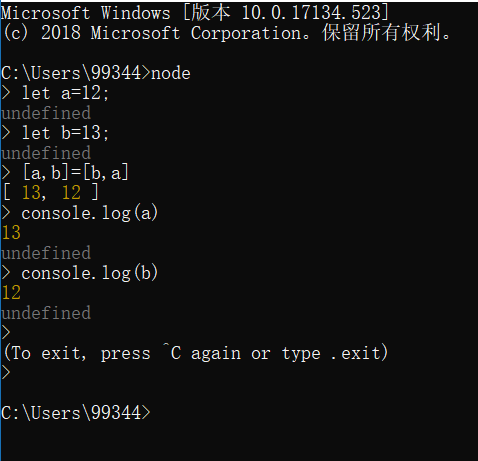 Microsoft Windows [版本 10.0.17134.523]
(c) 2018 Microsoft Corporation。保留所有权利。
C:\Users\99344>node
> let a=12;
undefined
> let b=13;
undefined
> [a,b]=[b,a]
[ 13, 12 ]
> console.log(a)
13
undefined
> console.log(b)
12
undefined
>
(To exit, press ^C again or type .exit)
>
C:\Users\99344>